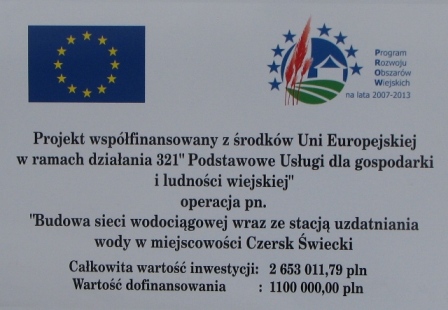 Program
Rozwoju
Obszarów
Wiejskich
na lata 2007-2013
Projekt współfinansowany z środków Uni Europejskiej
w ramach działania 321" Podstawowe Usługi dla gospodarki
i ludności wiejskiej"
operacja pn.
"Budowa sieci wodociągowej wraz ze stacją uzdatniania
wody w miejscowości Czersk Świecki
Całkowita wartość inwestycji: 2 653 011,79 pln
Wartość dofinansowania : 1100 000,00 pln